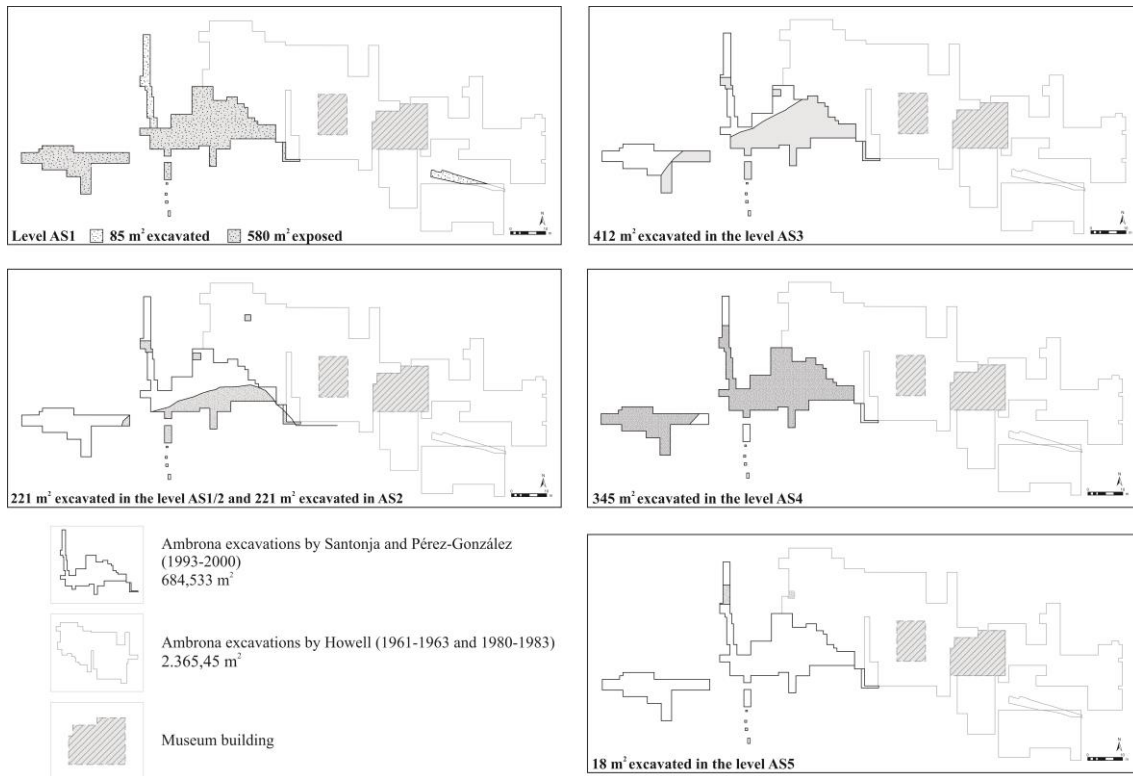 Level AS1 85 m² excavated 580 m² exposed
412 m² excavated in the level AS3
221 m² excavated in the level AS1/2 and 221 m² excavated in AS2
345 m² excavated in the level AS4
Ambrona excavations by Santonja and Pérez-González
(1993-2000)
684,533 m²
Ambrona excavations by Howell (1961-1963 and 1980-1983)
2.365,45 m²
Museum building
18 m² excavated in the level AS5